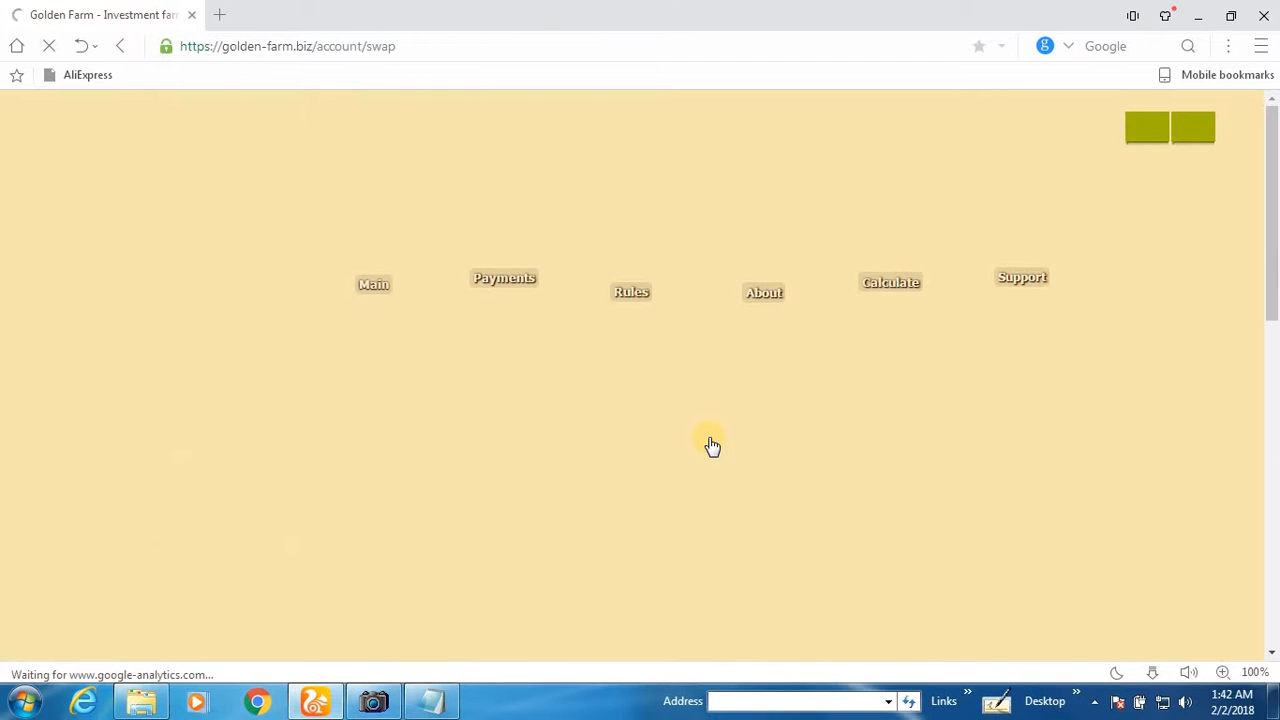 Golden Farm - Investment farm
https://golden-farm.biz/account/swap
Google
AliExpress
Mobile bookmarks
Main
Payments
Rules
About
Calculate
Support
Waiting for www.google-analytics.com...
100%
Address
Links
Desktop
1:42 AM
2/2/2018